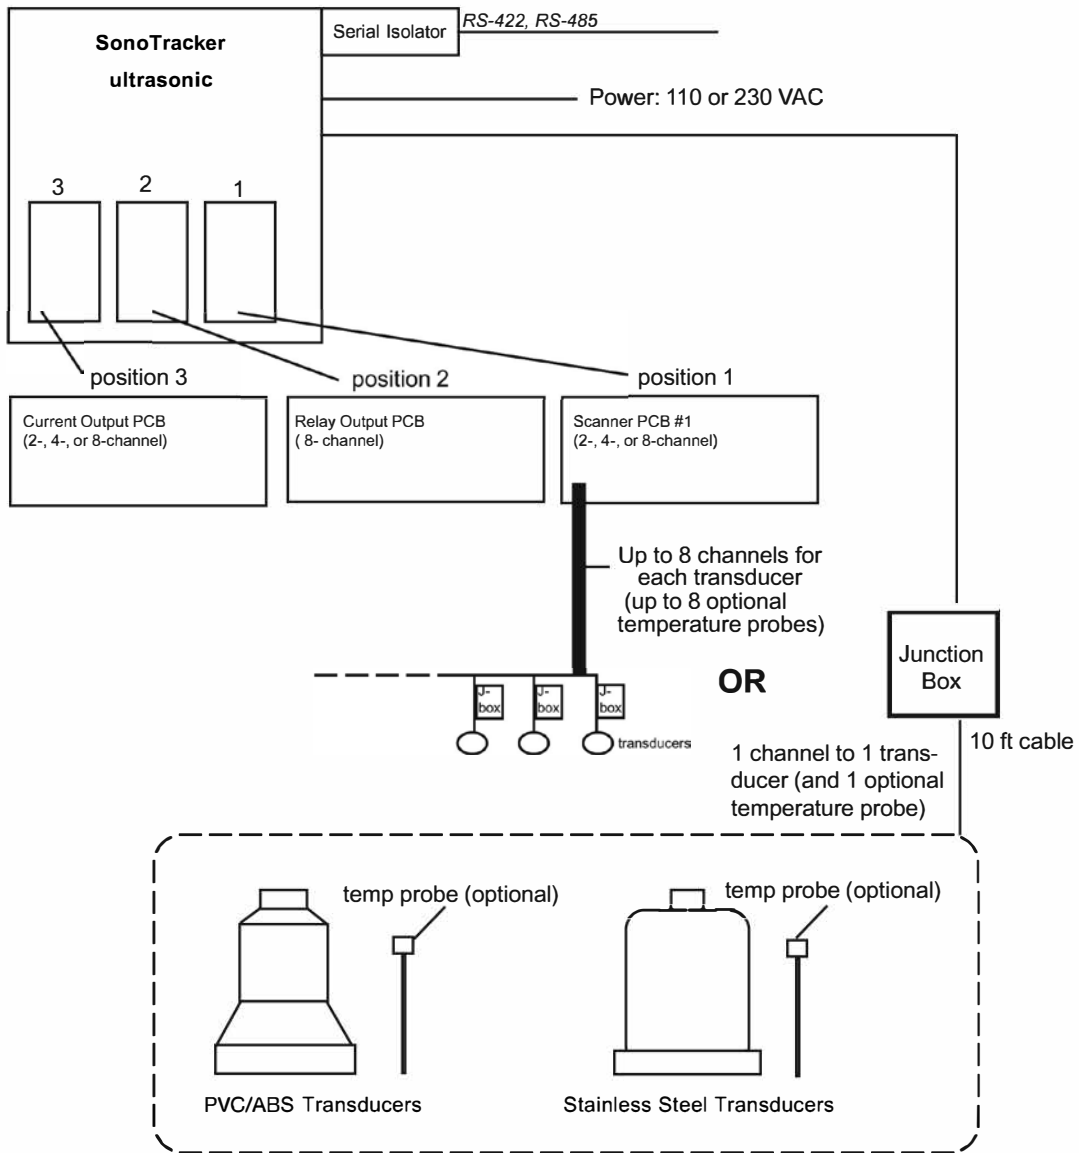 SonoTracker
ultrasonic
Serial Isolator
RS-422, RS-485
Power: 110 or 230 VAC
3
2
1
position 3
position 2
position 1
Current Output PCB
(2-, 4-, or 8-channel)
Relay Output PCB
( 8- channel)
Scanner PCB #1
(2-, 4-, or 8-channel)
Up to 8 channels for
each transducer
(up to 8 optional
temperature probes)
OR
Junction
Box
J-
box
J-
box
J-
box
transducers
10 ft cable
1 channel to 1 trans-
ducer (and 1 optional
temperature probe)
temp probe (optional)
temp probe (optional)
PVC/ABS Transducers
Stainless Steel Transducers